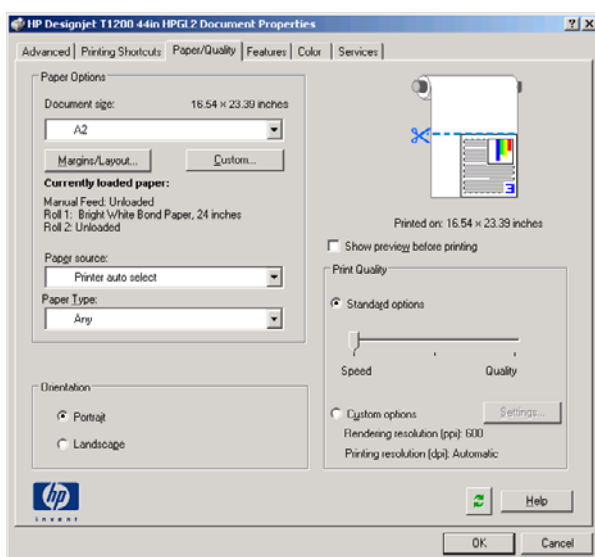 HP Designjet T1200 44in HPGL2 Document Properties
Advanced
Printing Shortcuts
Paper/Quality
Features
Color
Services
Paper Options
Document size:
16.54 × 23.39 inches
A2
Margins/Layout...
Custom...
Currently loaded paper:
Manual Feed: Unloaded
Roll 1: Bright White Bond Paper, 24 inches
Roll 2: Unloaded
Paper source:
Printer auto select
Paper Type:
Any
Orientation
Portrait
Landscape
3
Printed on: 16.54 × 23.39 inches
Show preview before printing
Print Quality
Standard options
Speed
Quality
Custom options
Settings...
Rendering resolution (ppi): 600
Printing resolution (dpi): Automatic
hp
invent
Help
OK
Cancel